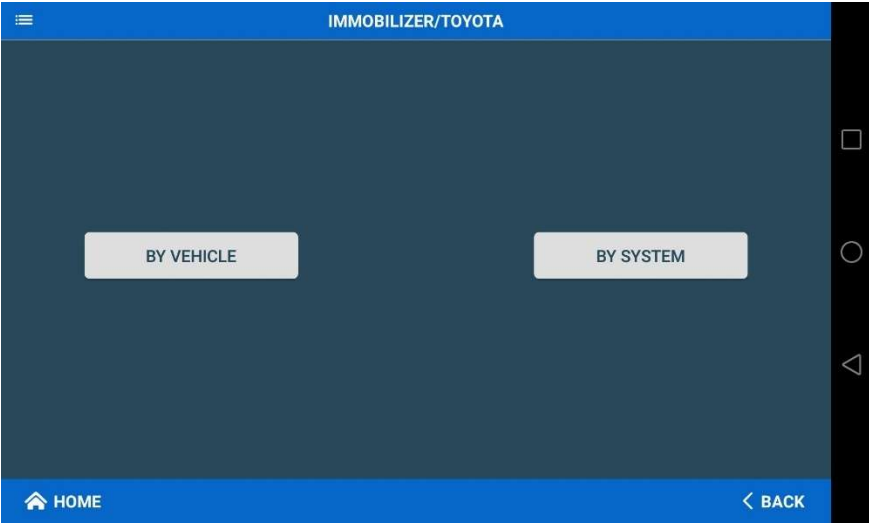 IMMOBILIZER/TOYOTA
BY VEHICLE
BY SYSTEM
HOME
BACK